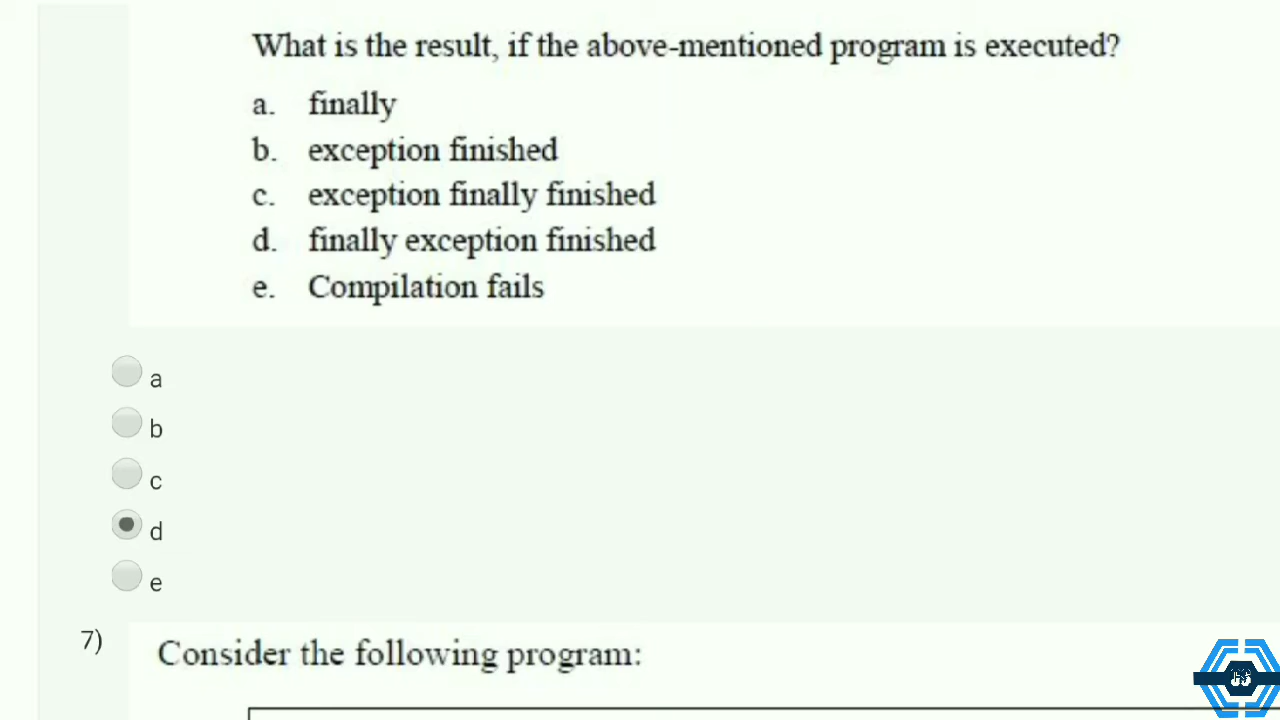 What is the result, if the above-mentioned program is executed?
a. finally
b. exception finished
c. exception finally finished
d. finally exception finished
e. Compilation fails
a
b
c
d
e
7) Consider the following program: